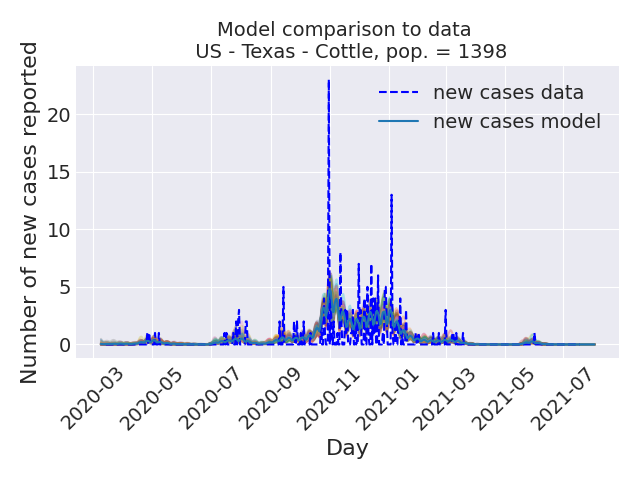 Model comparison to data
US - Texas - Cottle, pop. = 1398
Number of new cases reported
20
15
10
5
0
new cases data
new cases model
2020-03
2020-05
2020-07
2020-09
2020-11
2021-01
2021-03
2021-05
2021-07
Day